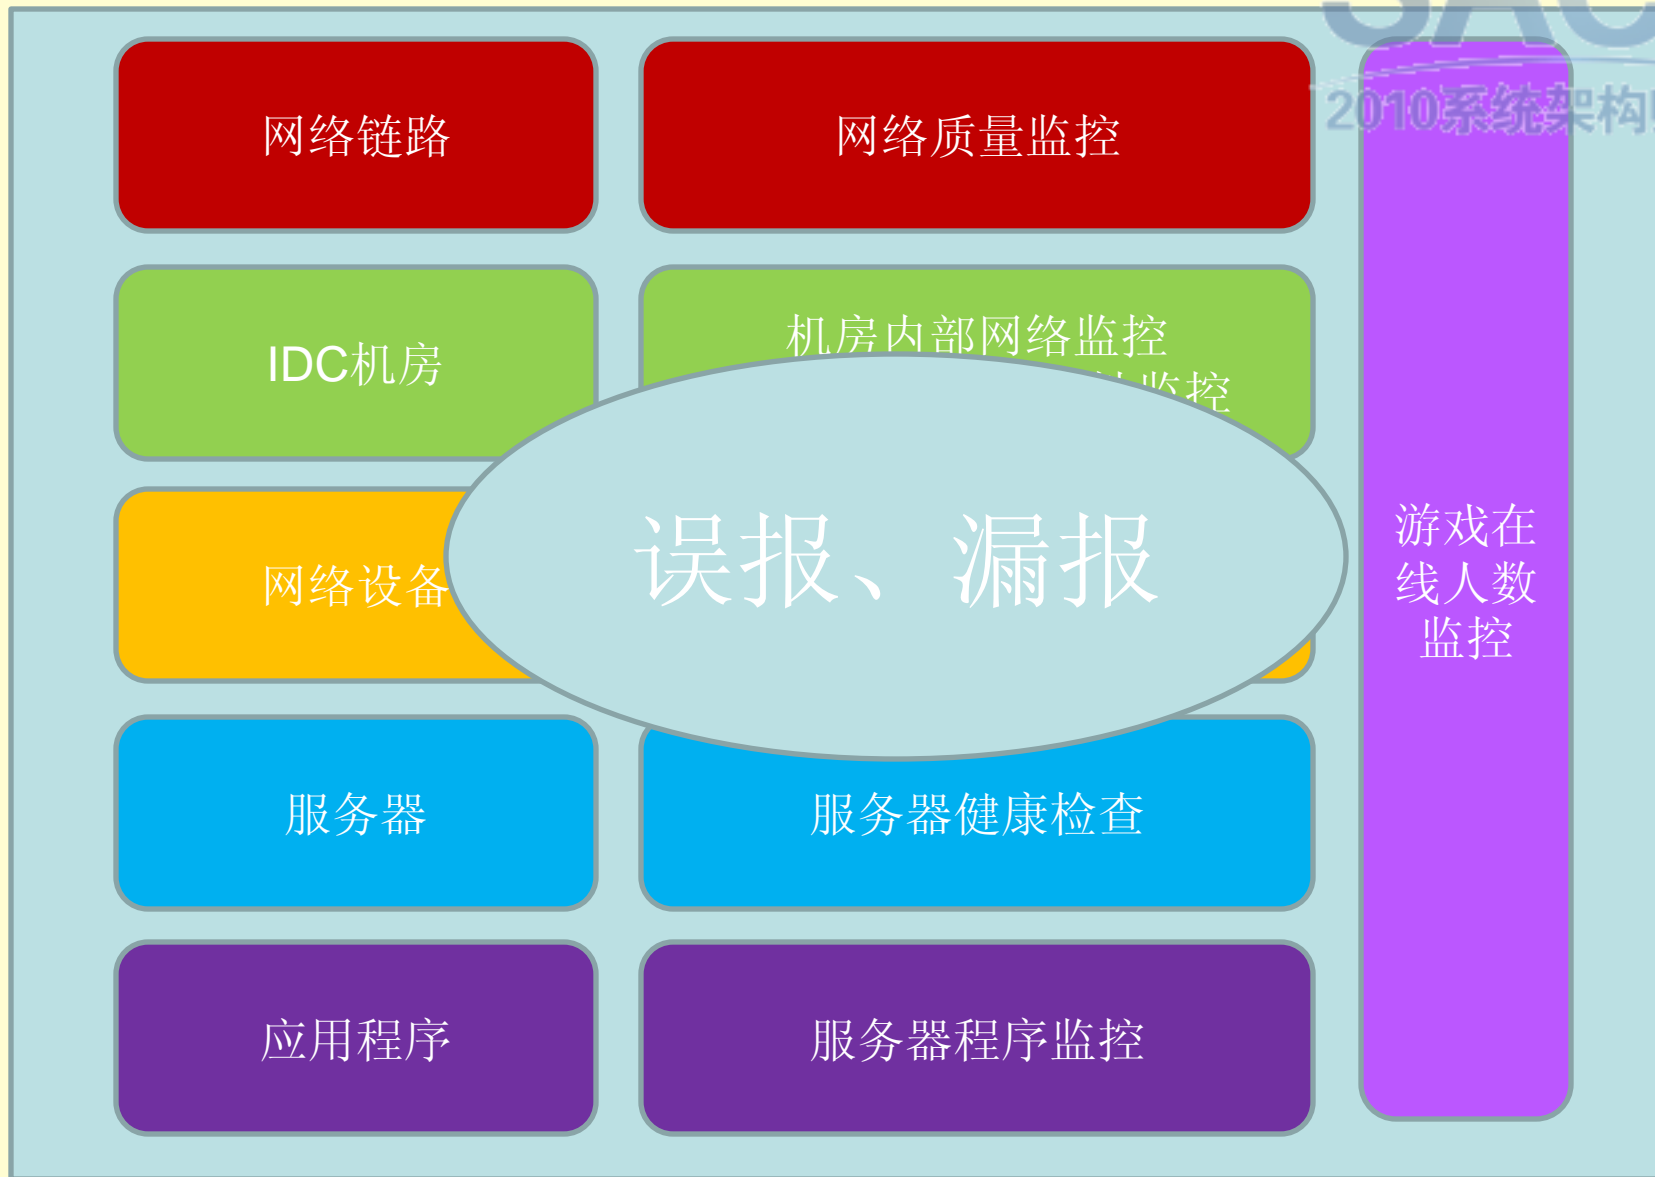 2010系统架构
网络链路
网络质量监控
IDC机房
机房内部网络监控
监控
网络设备
误报、漏报
游戏在
线人数
监控
服务器
服务器健康检查
应用程序
服务器程序监控